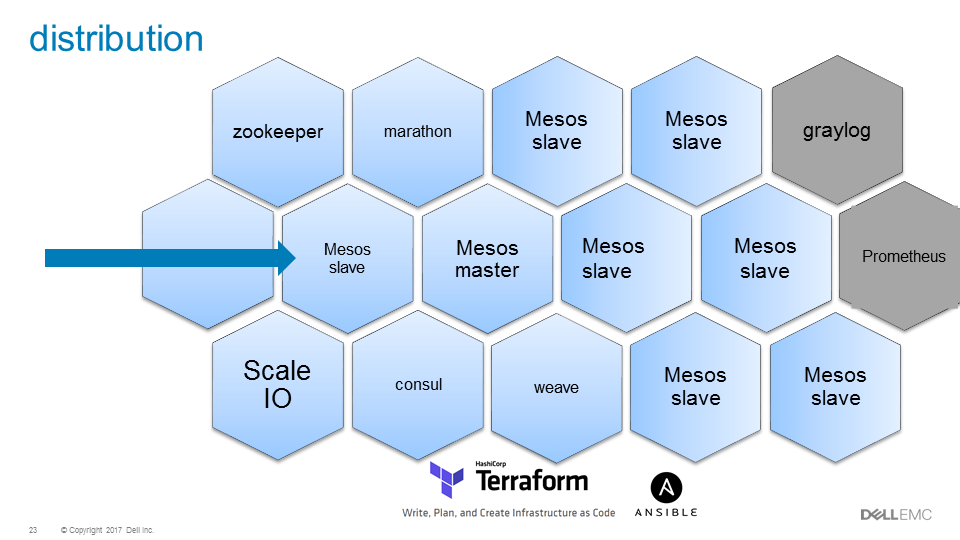 distribution
zookeeper
marathon
Mesos
slave
Mesos
slave
graylog
Mesos
slave
Mesos
master
Mesos
slave
Mesos
slave
Prometheus
Scale
IO
consul
weave
Mesos
slave
Mesos
slave
HashiCorp
Terraform
Write, Plan, and Create Infrastructure as Code
ANSIBLE
23 © Copyright 2017 Dell Inc.
DELLEMC